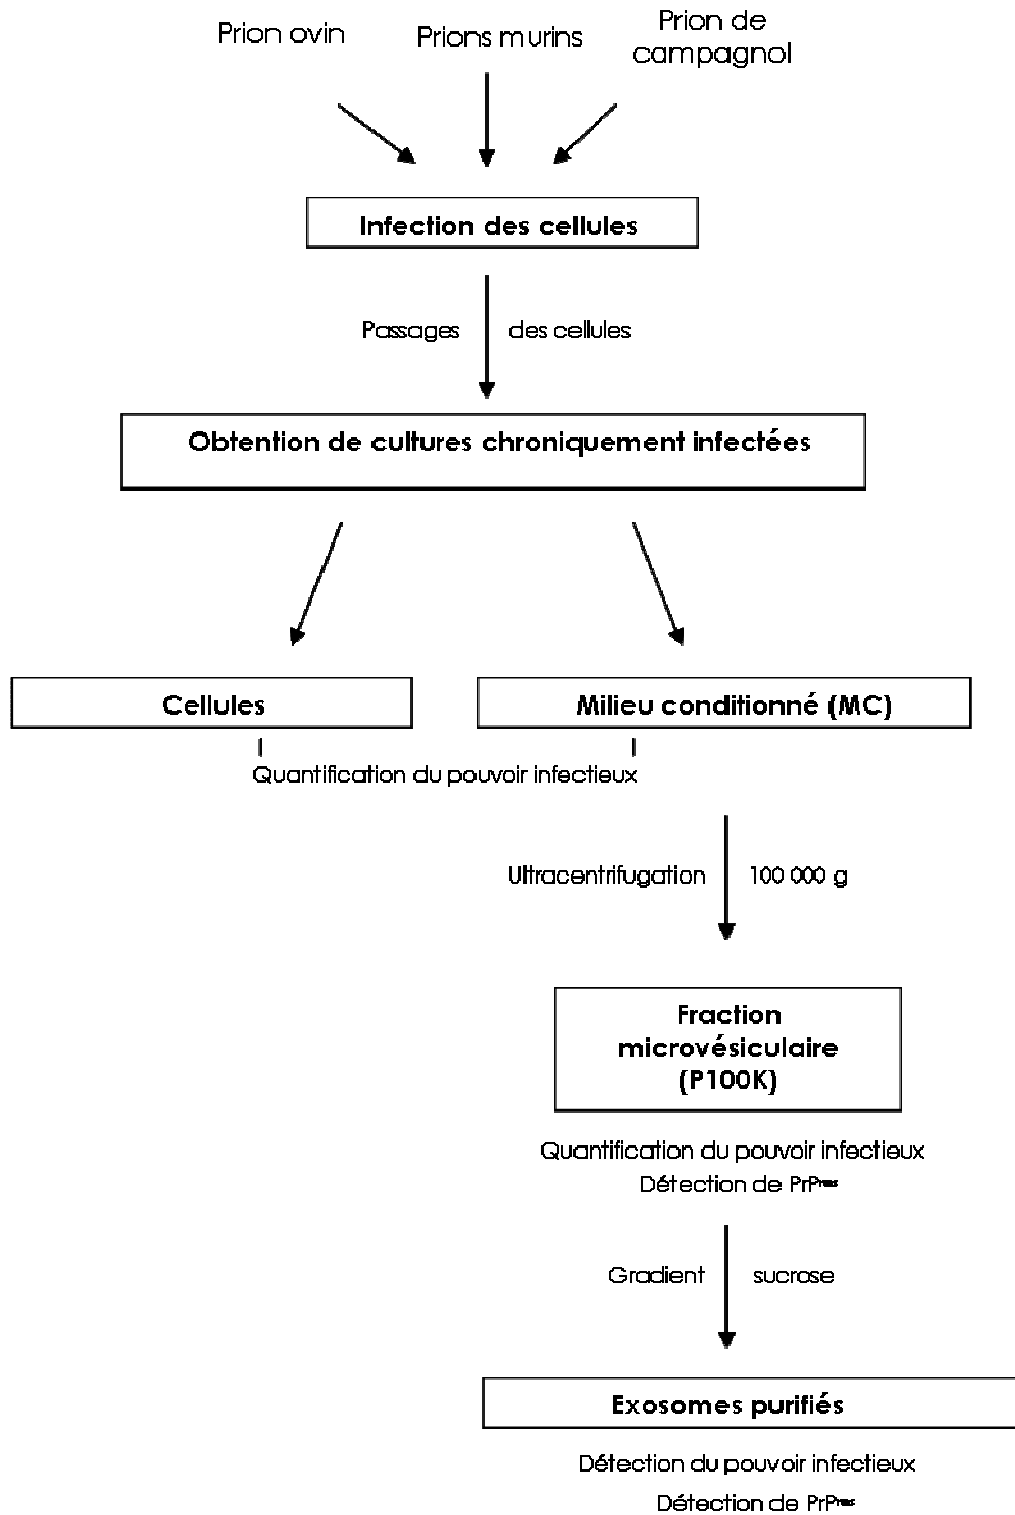 Prion ovin
Prions murins
Prion de
campagnol
Infection des cellules
Passages des cellules
Obtention de cultures chroniquement infectées
Cellules
Milieu conditionné (MC)
Quantification du pouvoir infectieux
Ultracentrifugation 100 000 g
Fraction
microvésiculaire
(P100K)
Quantification du pouvoir infectieux
Détection de PrPres
Gradient sucrose
Exosomes purifiés
Détection du pouvoir infectieux
Détection de PrPres